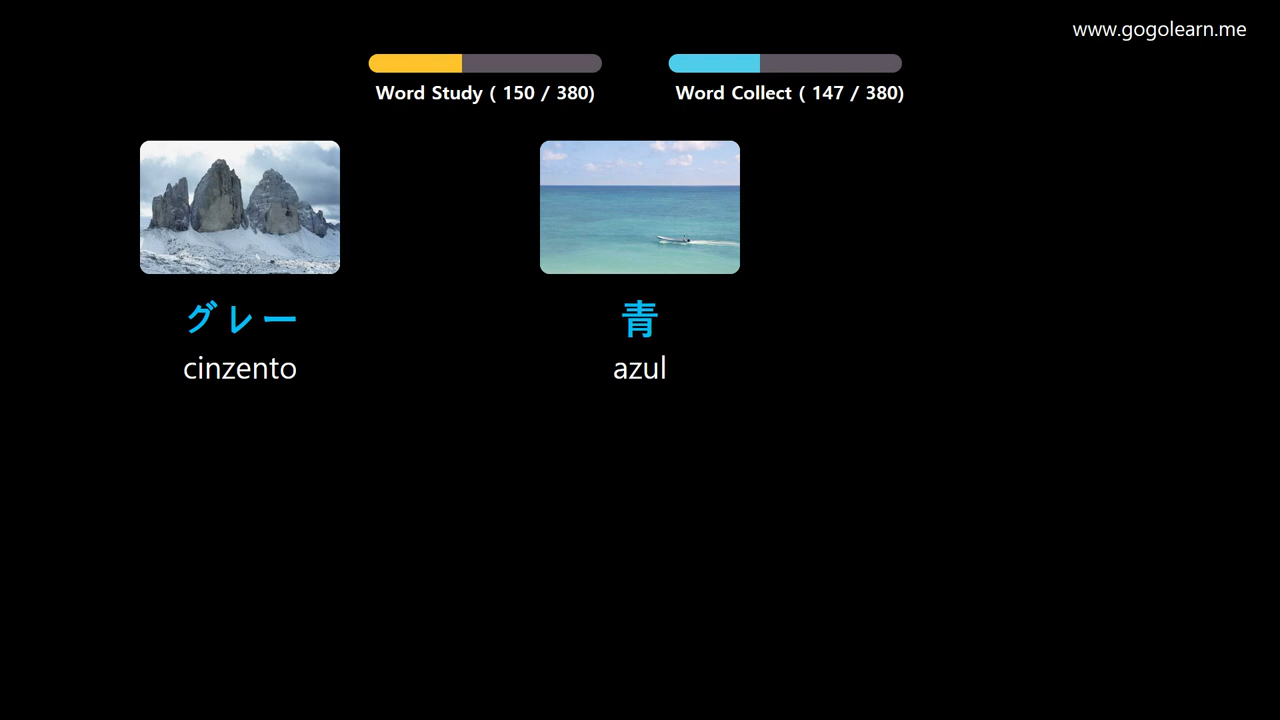 www.gogolearn.me
Word Study ( 150 / 380)
Word Collect ( 147 / 380)
グレー
cinzento
青
azul